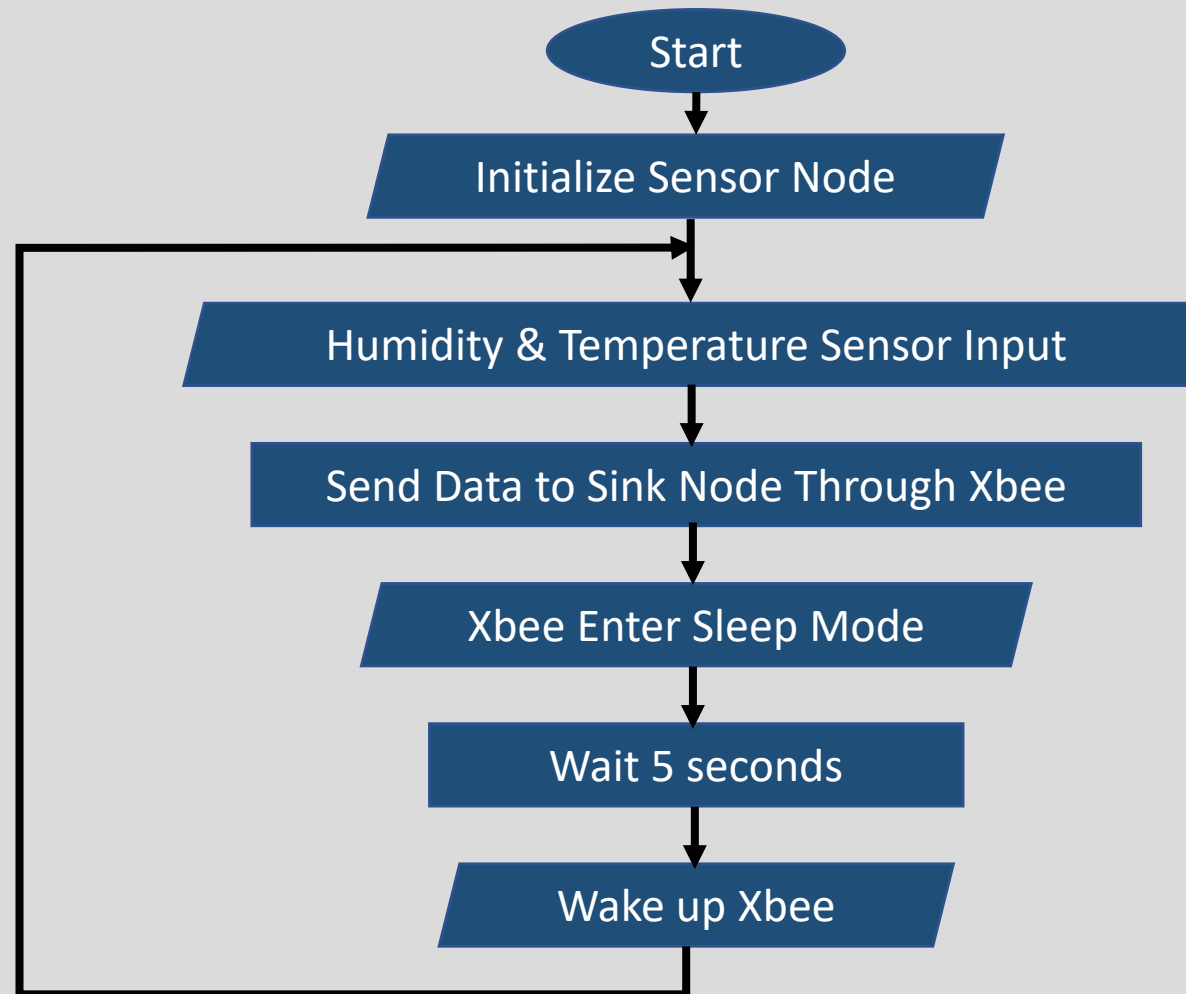 Start
Initialize Sensor Node
Humidity & Temperature Sensor Input
Send Data to Sink Node Through Xbee
Xbee Enter Sleep Mode
Wait 5 seconds
Wake up Xbee